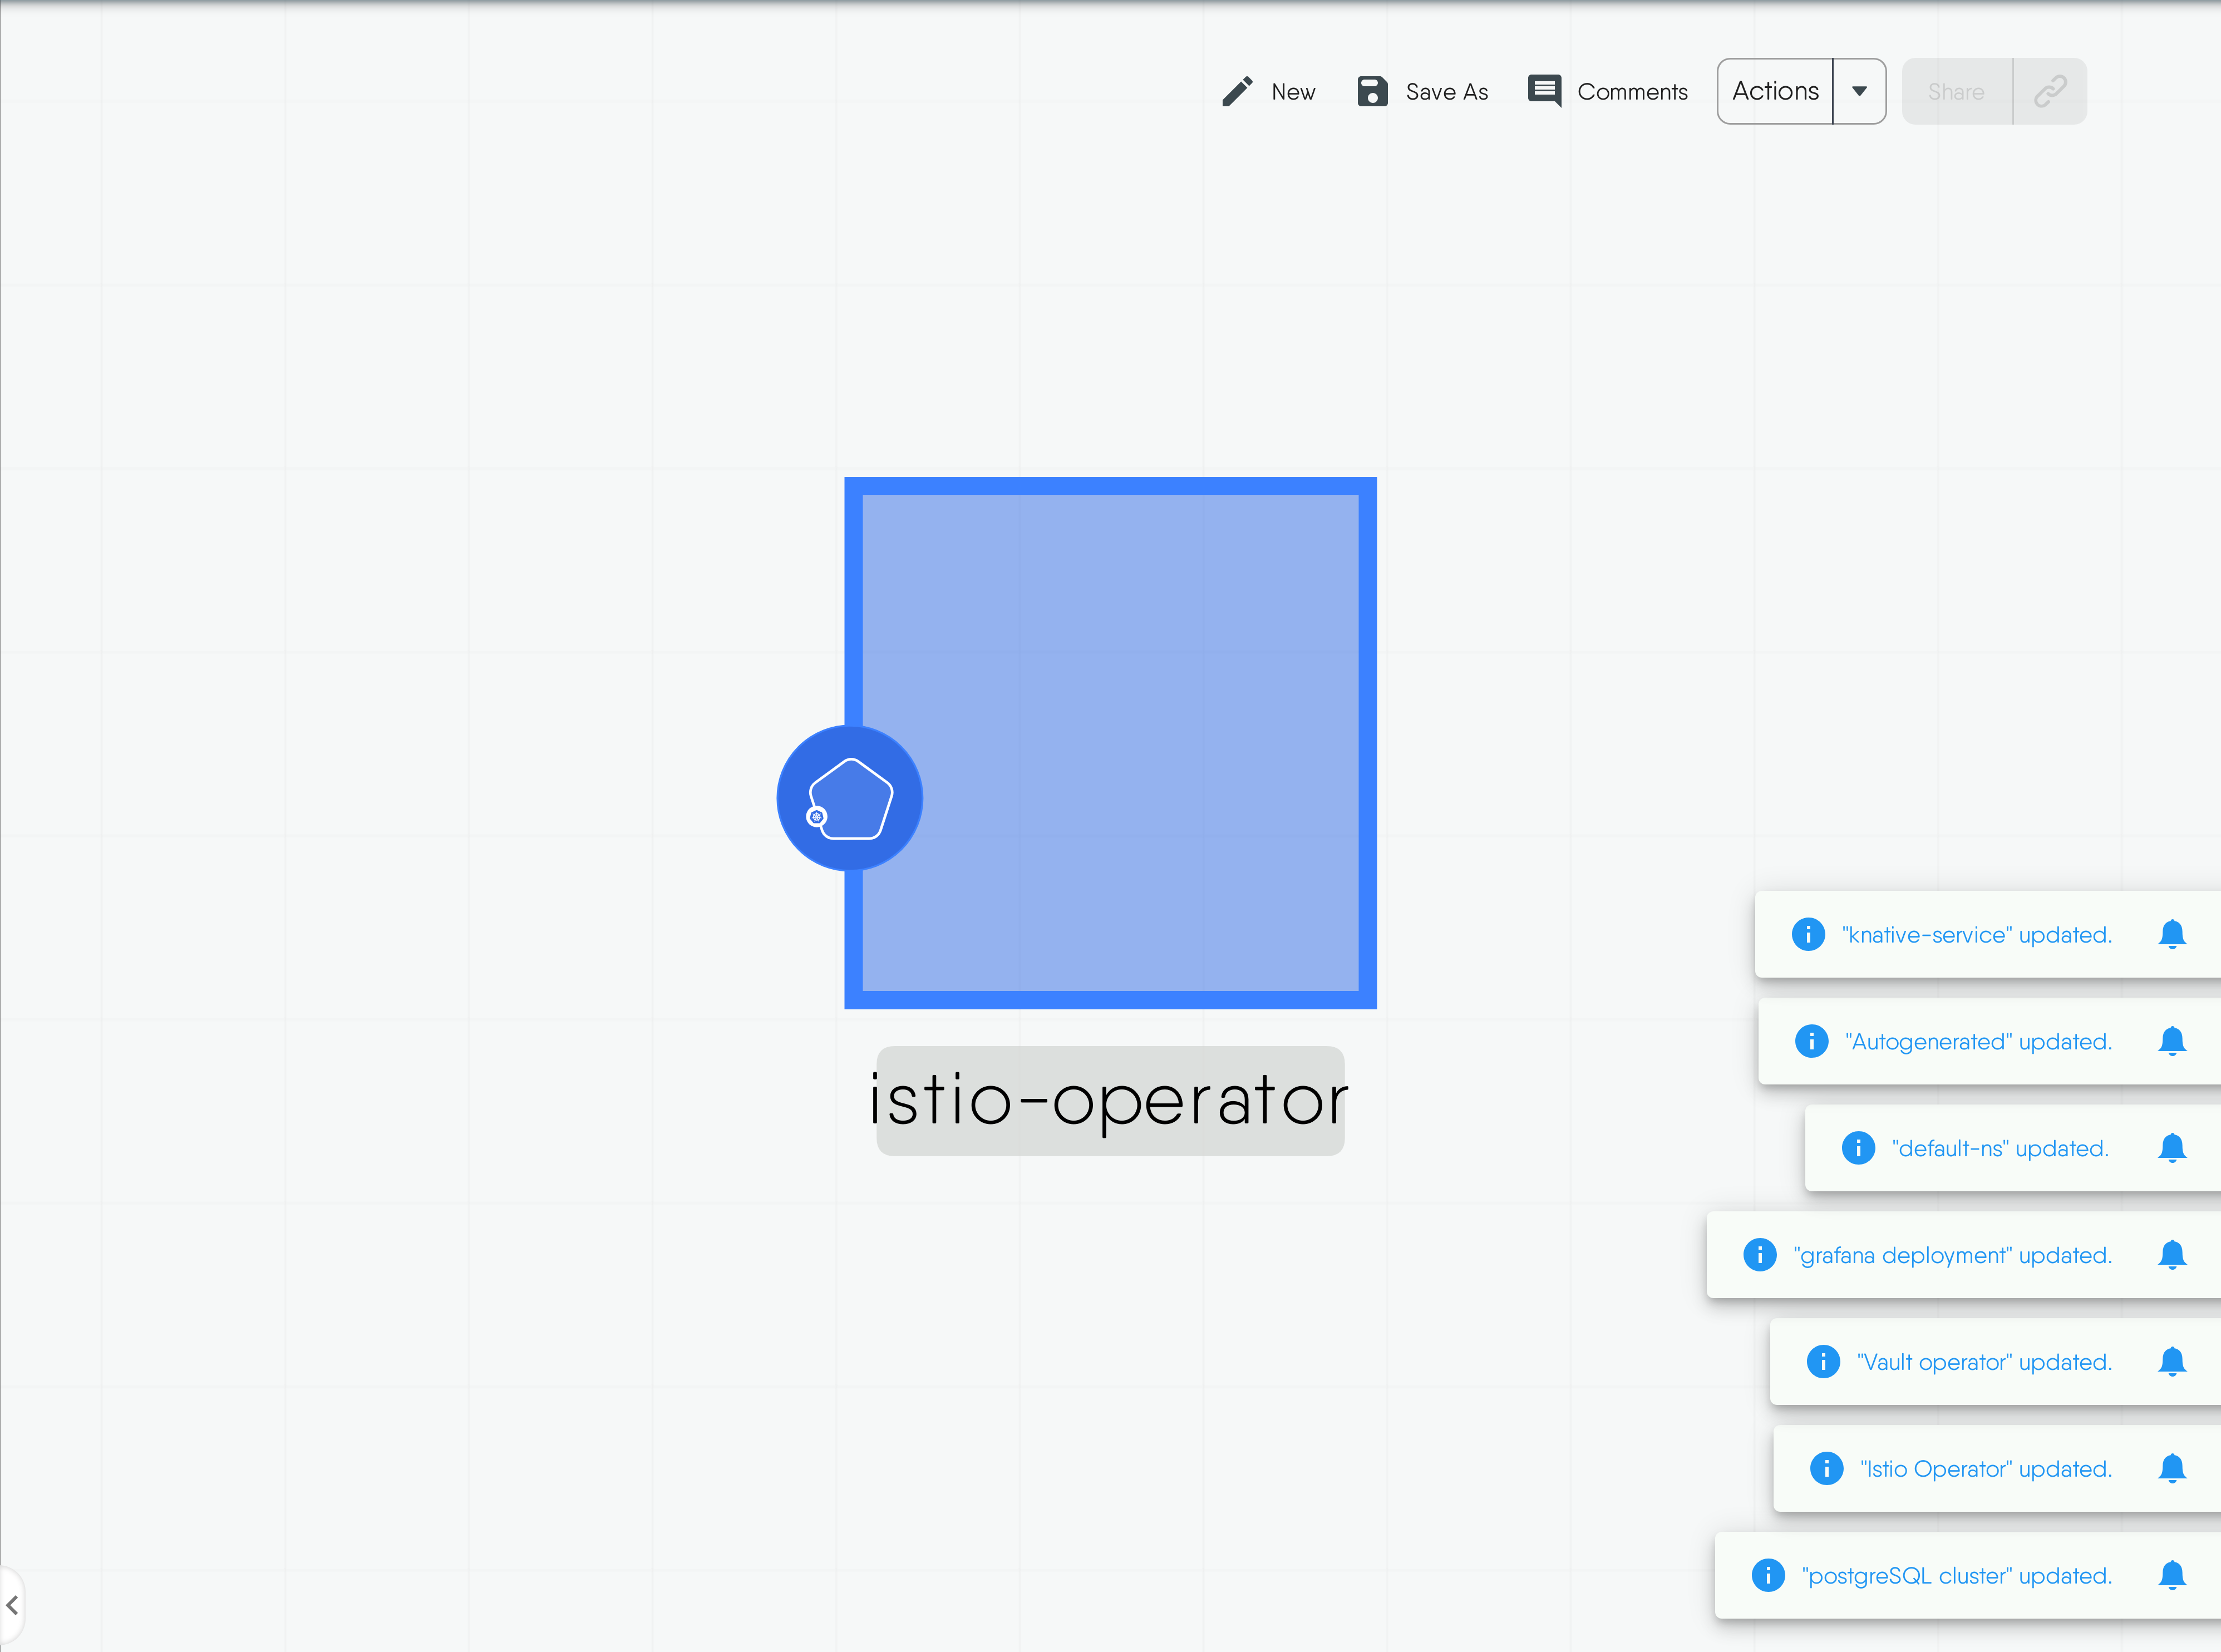 New Save As Comments Actions Share
istio-operator
"knative-service" updated.
"Autogenerated" updated.
"default-ns" updated.
"grafana deployment" updated.
"Vault operator" updated.
"Istio Operator" updated.
"postgreSQL cluster" updated.